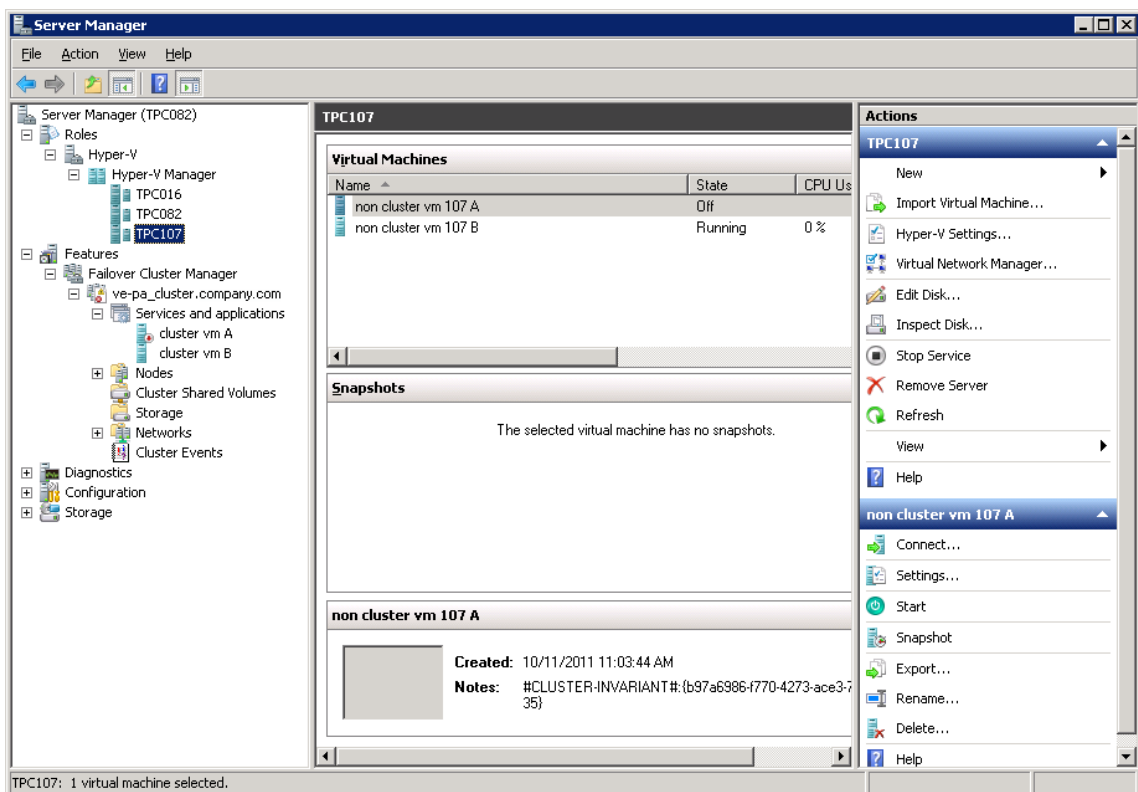 Server Manager
File Action View Help
Server Manager (TPC082)
Roles
Hyper-V
Hyper-V Manager
TPC016
TPC082
TPC107
Features
Failover Cluster Manager
ve-pa_cluster.company.com
Services and applications
cluster vm A
cluster vm B
Nodes
Cluster Shared Volumes
Storage
Networks
Cluster Events
Diagnostics
Configuration
Storage
TPC107
Virtual Machines
Name State CPU Us
non cluster vm 107 A Off
non cluster vm 107 B Running 0 %
Snapshots
The selected virtual machine has no snapshots.
non cluster vm 107 A
Created: 10/11/2011 11:03:44 AM
Notes: #CLUSTER-INVARIANT#:{b97a6986-f770-4273-ace3-7
35}
Actions
TPC107
New
Import Virtual Machine...
Hyper-V Settings...
Virtual Network Manager...
Edit Disk...
Inspect Disk...
Stop Service
Remove Server
Refresh
View
Help
non cluster vm 107 A
Connect...
Settings...
Start
Snapshot
Export...
Rename...
Delete...
Help
TPC107: 1 virtual machine selected.